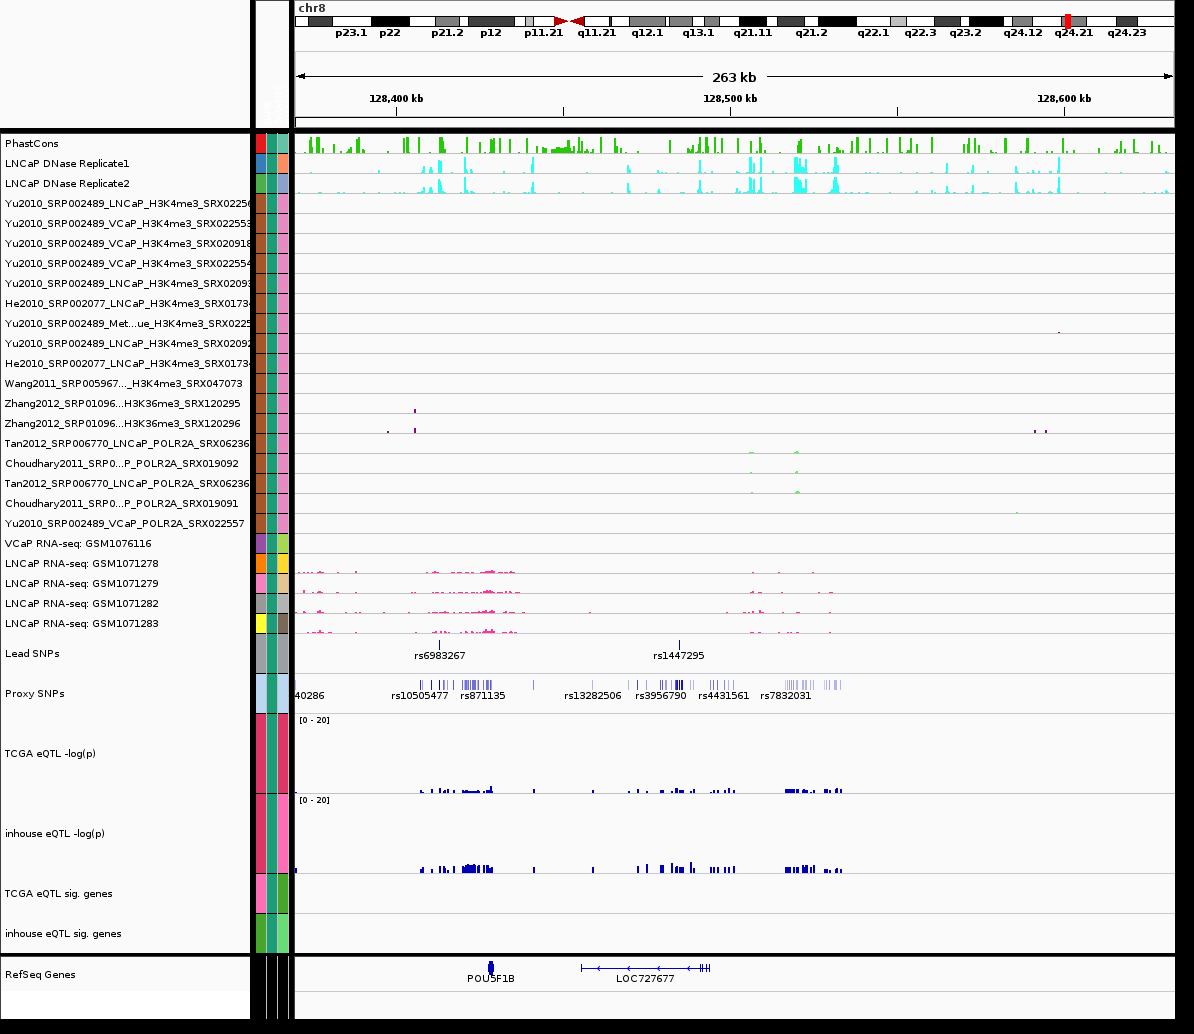 chr8
p23.1 p22 p21.2 p12 p11.21 q11.21 q12.1 q13.1 q21.11 q21.2 q22.1 q22.3 q23.2 q24.12 q24.21 q24.23
263 kb
128,400 kb 128,500 kb 128,600 kb
PhastCons
LNCaP DNase Replicate1
LNCaP DNase Replicate2
Yu2010_SRP002489_LNCaP_H3K4me3_SRX02250
Yu2010_SRP002489_VCaP_H3K4me3_SRX022553
Yu2010_SRP002489_VCaP_H3K4me3_SRX020918
Yu2010_SRP002489_VCaP_H3K4me3_SRX022554
Yu2010_SRP002489_LNCaP_H3K4me3_SRX02093
He2010_SRP002077_LNCaP_H3K4me3_SRX01734
Yu2010_SRP002489_Met...ue_H3K4me3_SRX0225
Yu2010_SRP002489_LNCaP_H3K4me3_SRX02092
He2010_SRP002077_LNCaP_H3K4me3_SRX01734
Wang2011_SRP005967..._H3K4me3_SRX047073
Zhang2012_SRP01096...H3K36me3_SRX120295
Zhang2012_SRP01096...H3K36me3_SRX120296
Tan2012_SRP006770_LNCaP_POLR2A_SRX06236
Choudhary2011_SRP0...P_POLR2A_SRX019092
Tan2012_SRP006770_LNCaP_POLR2A_SRX06236
Choudhary2011_SRP0...P_POLR2A_SRX019091
Yu2010_SRP002489_VCaP_POLR2A_SRX022557
VCaP RNA-seq: GSM1076116
LNCaP RNA-seq: GSM1071278
LNCaP RNA-seq: GSM1071279
LNCaP RNA-seq: GSM1071282
LNCaP RNA-seq: GSM1071283
Lead SNPs
rs6983267 rs1447295
Proxy SNPs
40286 rs10505477 rs871135 rs13282506 rs3956790 rs4431561 rs7832031
[0 - 20]
TCGA eQTL -log(p)
[0 - 20]
inhouse eQTL -log(p)
TCGA eQTL sig. genes
inhouse eQTL sig. genes
RefSeq Genes
POU5F1B LOC727677